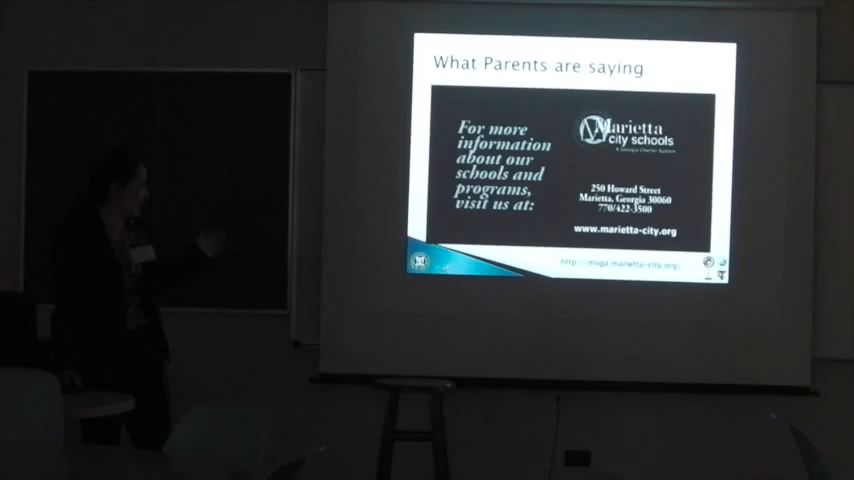 What Parents are saying
For more
information
about our
schools and
programs,
visit us at:
Marietta
city schools
A Georgia Charter System
250 Howard Street
Marietta, Georgia 30060
770/422-3500
www.marietta-city.org
http://msga.marietta-city.org/